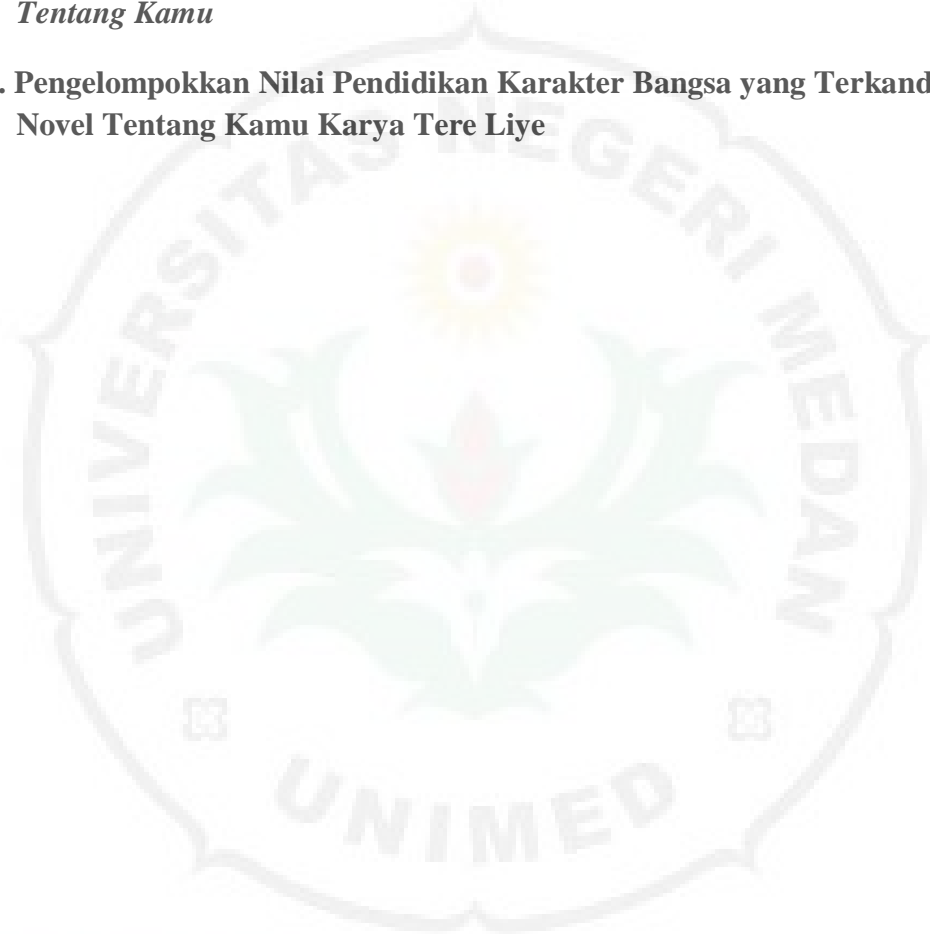 Tentang Kamu
. Pengelompokkan Nilai Pendidikan Karakter Bangsa yang Terkand
Novel Tentang Kamu Karya Tere Liye
UNIVERSITAS NEGERI MEDAN
UNIMED